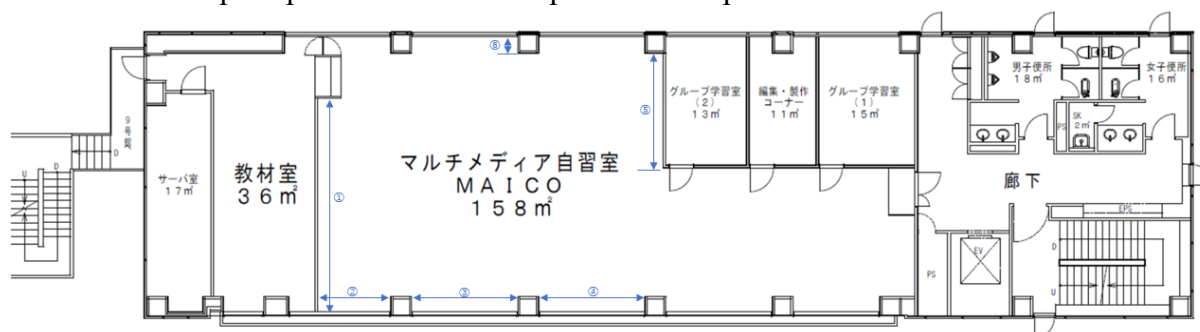 ⑥
男子便所
18㎡
女子便所
16㎡
グループ学習室
(2)
13㎡
編集・製作
コーナー
11㎡
グループ学習室
(1)
15㎡
⑤
SK
2㎡
PS
9号館
D
U
D
サーバ室
17㎡
教材室
36㎡
①
マルチメディア自習室
MAICO
158㎡
廊下
EPS
EV
PS
D
U
②
③
④